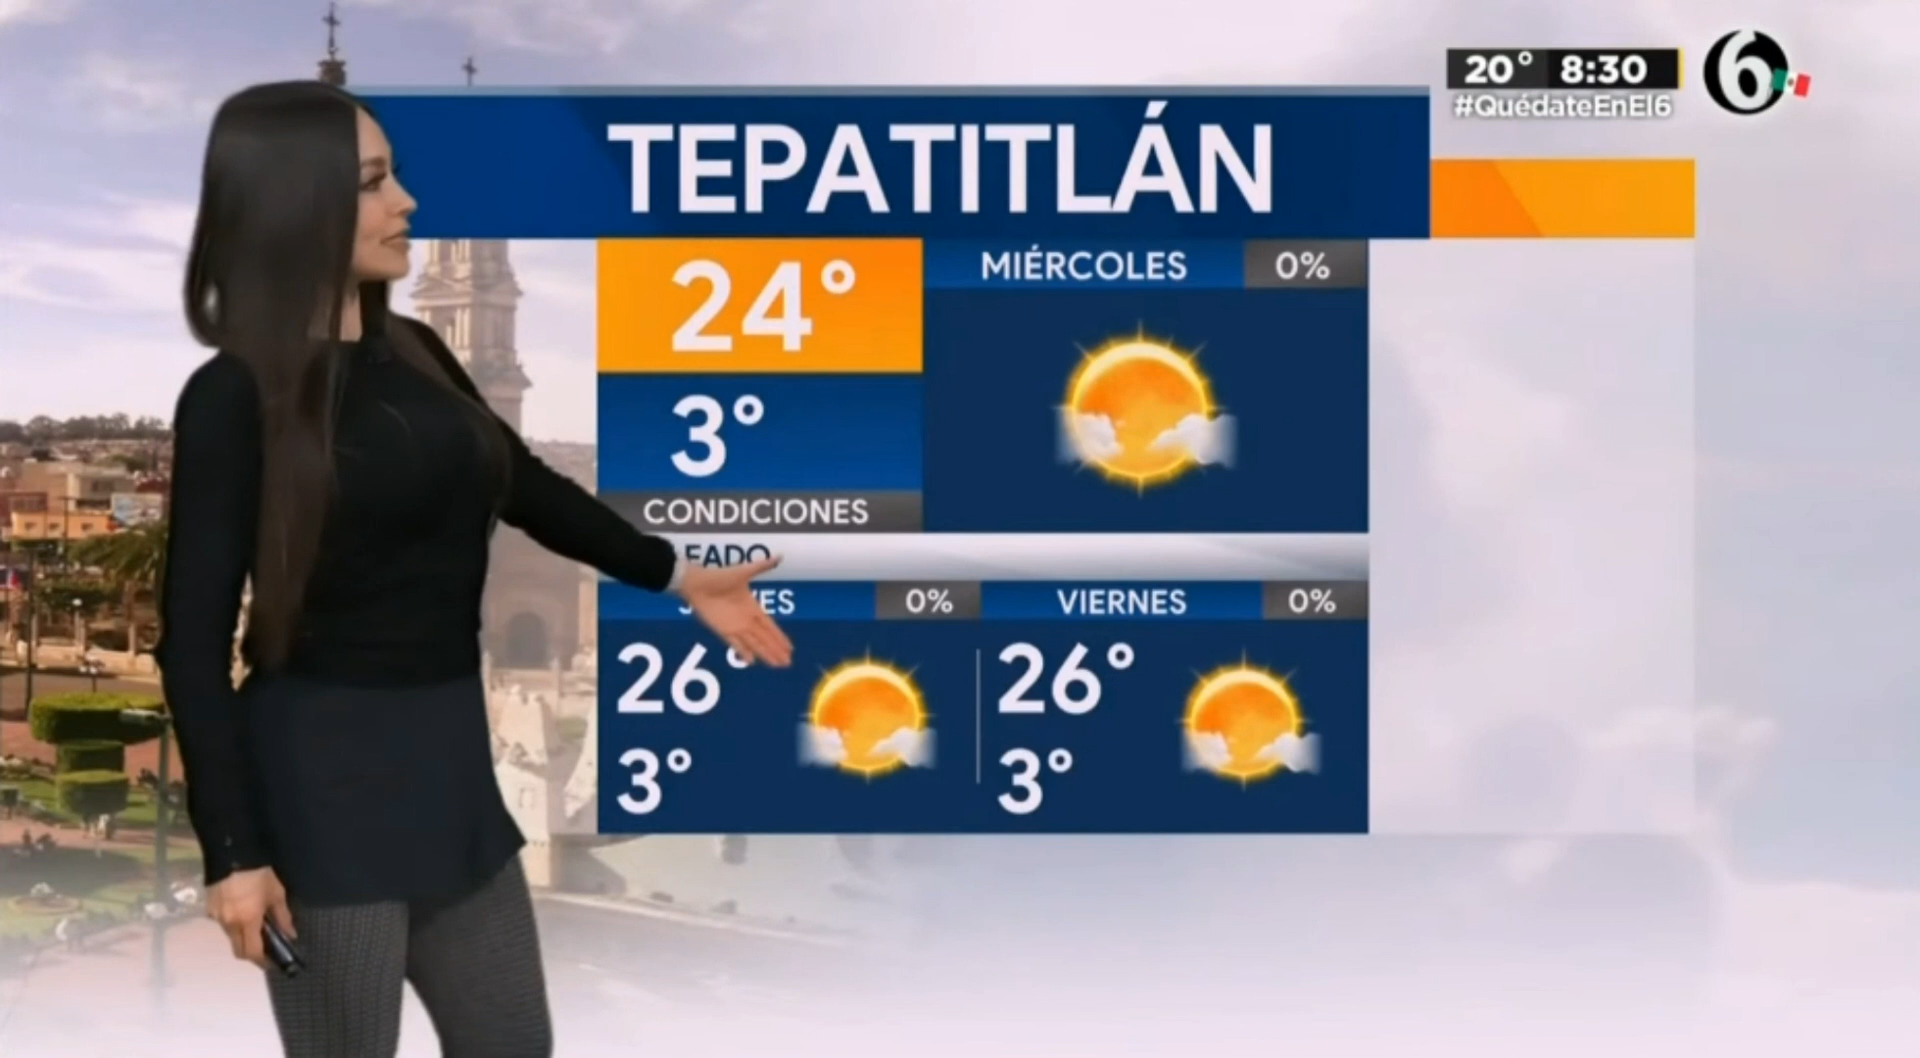 20° 8:30
#QuédateEnEl6
6
TEPATITLÁN
24°
3°
CONDICIONES
MIÉRCOLES 0%
0%
26°
3°
VIERNES 0%
26°
3°